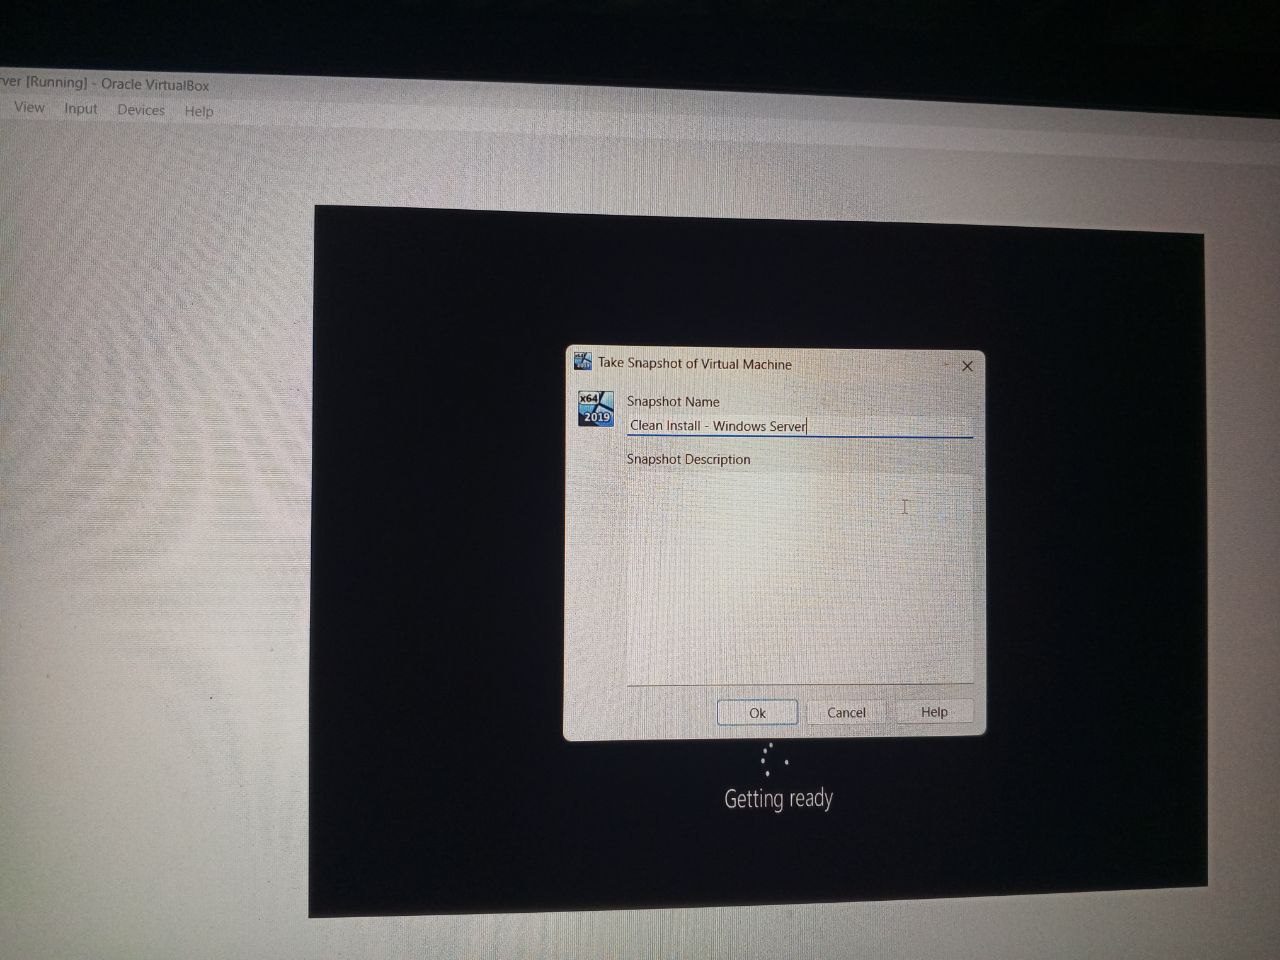 ver [Running] - Oracle VirtualBox
View Input Devices Help
Take Snapshot of Virtual Machine
x64
2019
Snapshot Name
Clean Install - Windows Server
Snapshot Description
Ok Cancel Help
Getting ready